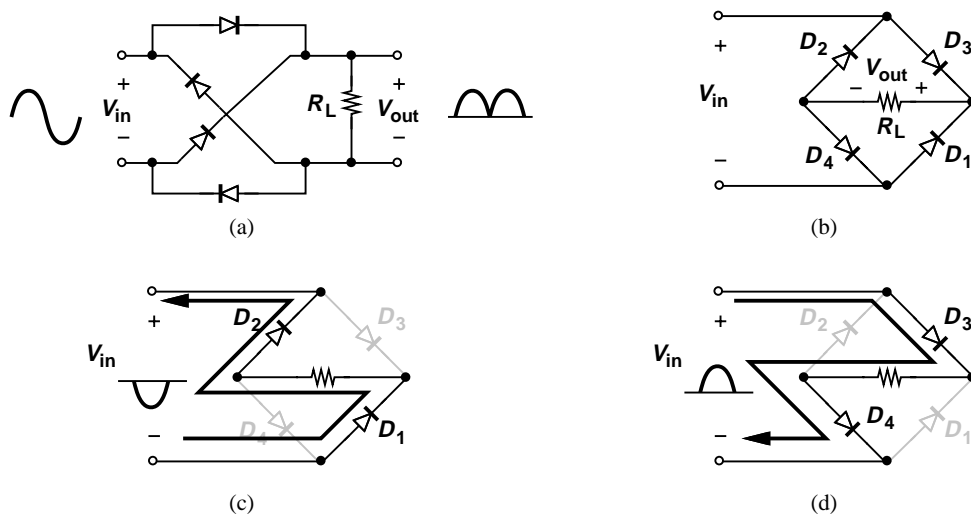 +
V_in
−
R_L
+
V_out
−
(a)
+
V_in
−
D_2
D_3
V_out
− +
R_L
D_4
D_1
(b)
+
V_in
−
D_2
D_3
D_4
D_1
(c)
+
V_in
−
D_2
D_3
D_4
D_1
(d)